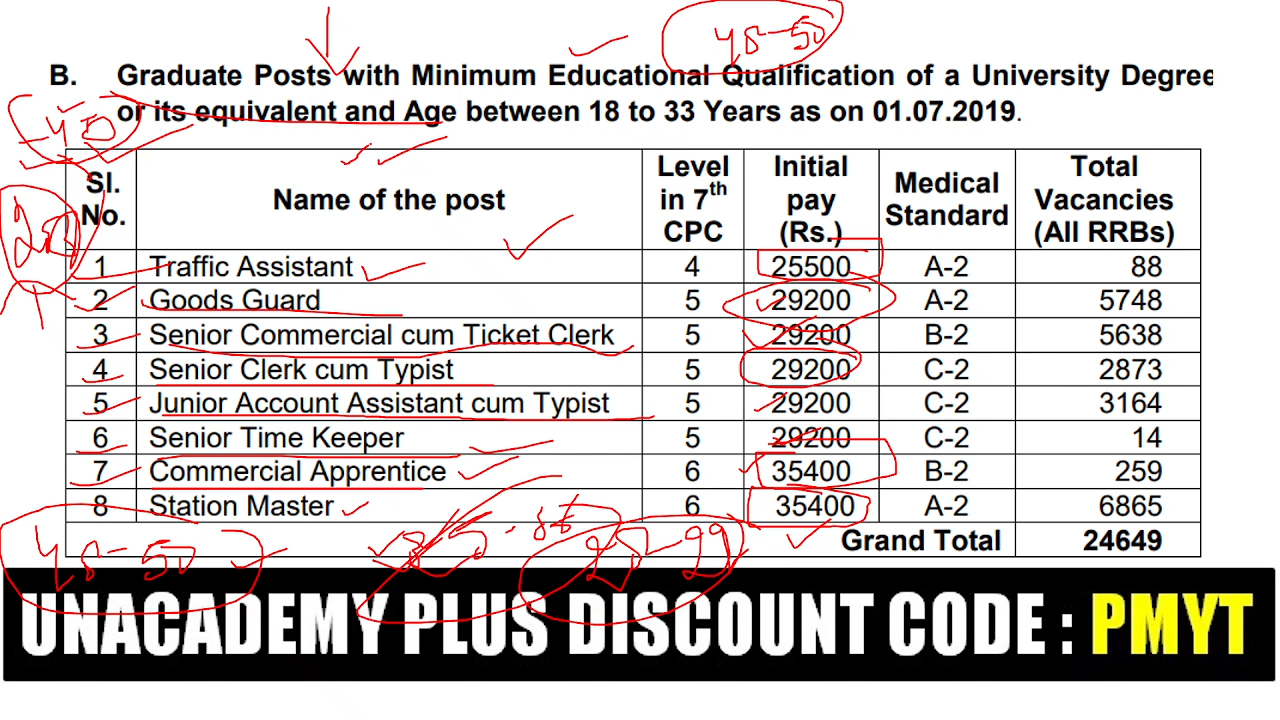 48-50
B. Graduate Posts with Minimum Educational Qualification of a University Degree
or its equivalent and Age between 18 to 33 Years as on 01.07.2019.
Sl. No. Name of the post Level in 7th CPC Initial pay (Rs.) Medical Standard Total Vacancies (All RRBs)
1 Traffic Assistant 4 25500 A-2 88
2 Goods Guard 5 29200 A-2 5748
3 Senior Commercial cum Ticket Clerk 5 29200 B-2 5638
4 Senior Clerk cum Typist 5 29200 C-2 2873
5 Junior Account Assistant cum Typist 5 29200 C-2 3164
6 Senior Time Keeper 5 29200 C-2 14
7 Commercial Apprentice 6 35400 B-2 259
8 Station Master 6 35400 A-2 6865
Grand Total 24649
48-50
UNACADEMY PLUS DISCOUNT CODE : PMYT